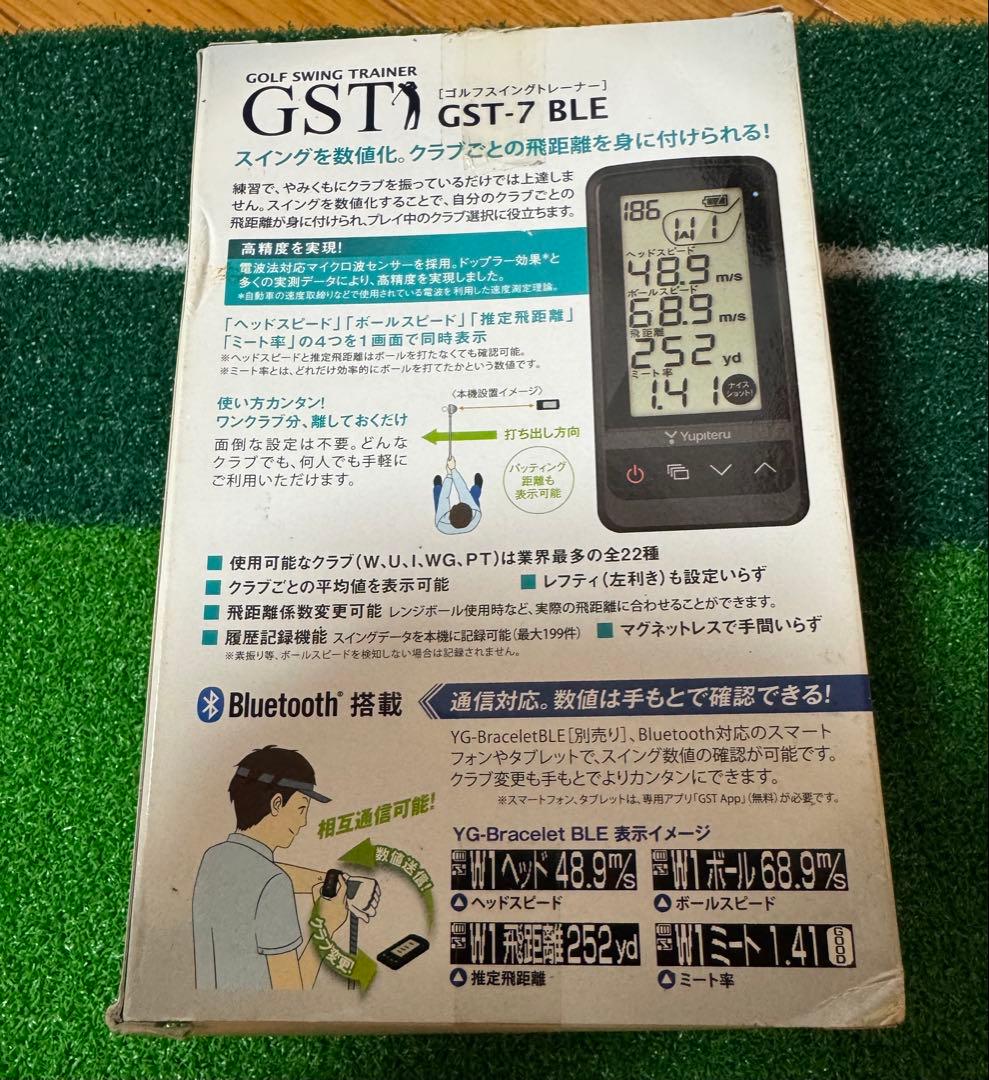 GOLF SWING TRAINER
GST
[ゴルフスイングトレーナー]
GST-7 BLE
スイングを数値化。クラブごとの飛距離を身に付けられる!
練習で、やみくもにクラブを振っているだけでは上達しま
せん。スイングを数値化することで、自分のクラブごとの
飛距離が身に付けられ、プレイ中のクラブ選択に役立ちます。
高精度を実現!
電波法対応マイクロ波センサーを採用。ドップラー効果*と
多くの実測データにより、高精度を実現しました。
*自動車の速度取締りなどで使用されている電波を利用した速度測定理論。
「ヘッドスピード」「ボールスピード」「推定飛距離」
「ミート率」の4つを1画面で同時表示
※ヘッドスピードと推定飛距離はボールを打たなくても確認可能。
※ミート率とは、どれだけ効率的にボールを打てたかという数値です。
186
W1
ヘッドスピード
48.9 m/s
ボールスピード
68.9 m/s
飛距離
252 yd
ミート率
1.41
ナイス
ショット!
Yupiteru
使い方カンタン!
ワンクラブ分、離しておくだけ
面倒な設定は不要。どんな
クラブでも、何人でも手軽に
ご利用いただけます。
〈本機設置イメージ〉
打ち出し方向
パッティング
距離も
表示可能
■ 使用可能なクラブ(W、U、I、WG、PT)は業界最多の全22種
■ クラブごとの平均値を表示可能 ■ レフティ(左利き)も設定いらず
■ 飛距離係数変更可能 レンジボール使用時など、実際の飛距離に合わせることができます。
■ 履歴記録機能 スイングデータを本機に記録可能(最大199件) ■ マグネットレスで手間いらず
※素振り等、ボールスピードを検知しない場合は記録されません。
Bluetooth® 搭載
通信対応。数値は手もとで確認できる!
YG-BraceletBLE[別売り]、Bluetooth対応のスマート
フォンやタブレットで、スイング数値の確認が可能です。
クラブ変更も手もとでよりカンタンにできます。
※スマートフォン、タブレットは、専用アプリ「GST App」(無料)が必要です。
相互通信可能!
数値送信!
クラブ変更!
YG-Bracelet BLE 表示イメージ
W1 ヘッド 48.9m/s
ヘッドスピード
W1 ボール 68.9m/s
ボールスピード
W1 飛距離 252yd
推定飛距離
W1 ミート 1.41 GOOD
ミート率